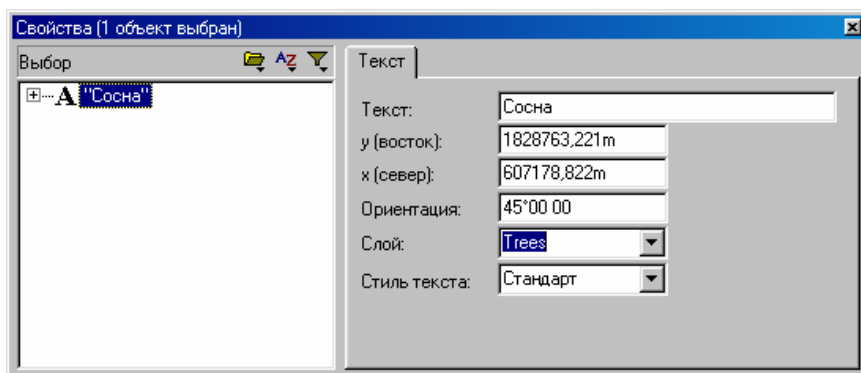 Свойства (1 объект выбран)
Выбор
AZ
A "Сосна"
Текст
Текст: Сосна
y (восток): 1828763,221m
x (север): 607178,822m
Ориентация: 45°00 00
Слой: Trees
Стиль текста: Стандарт